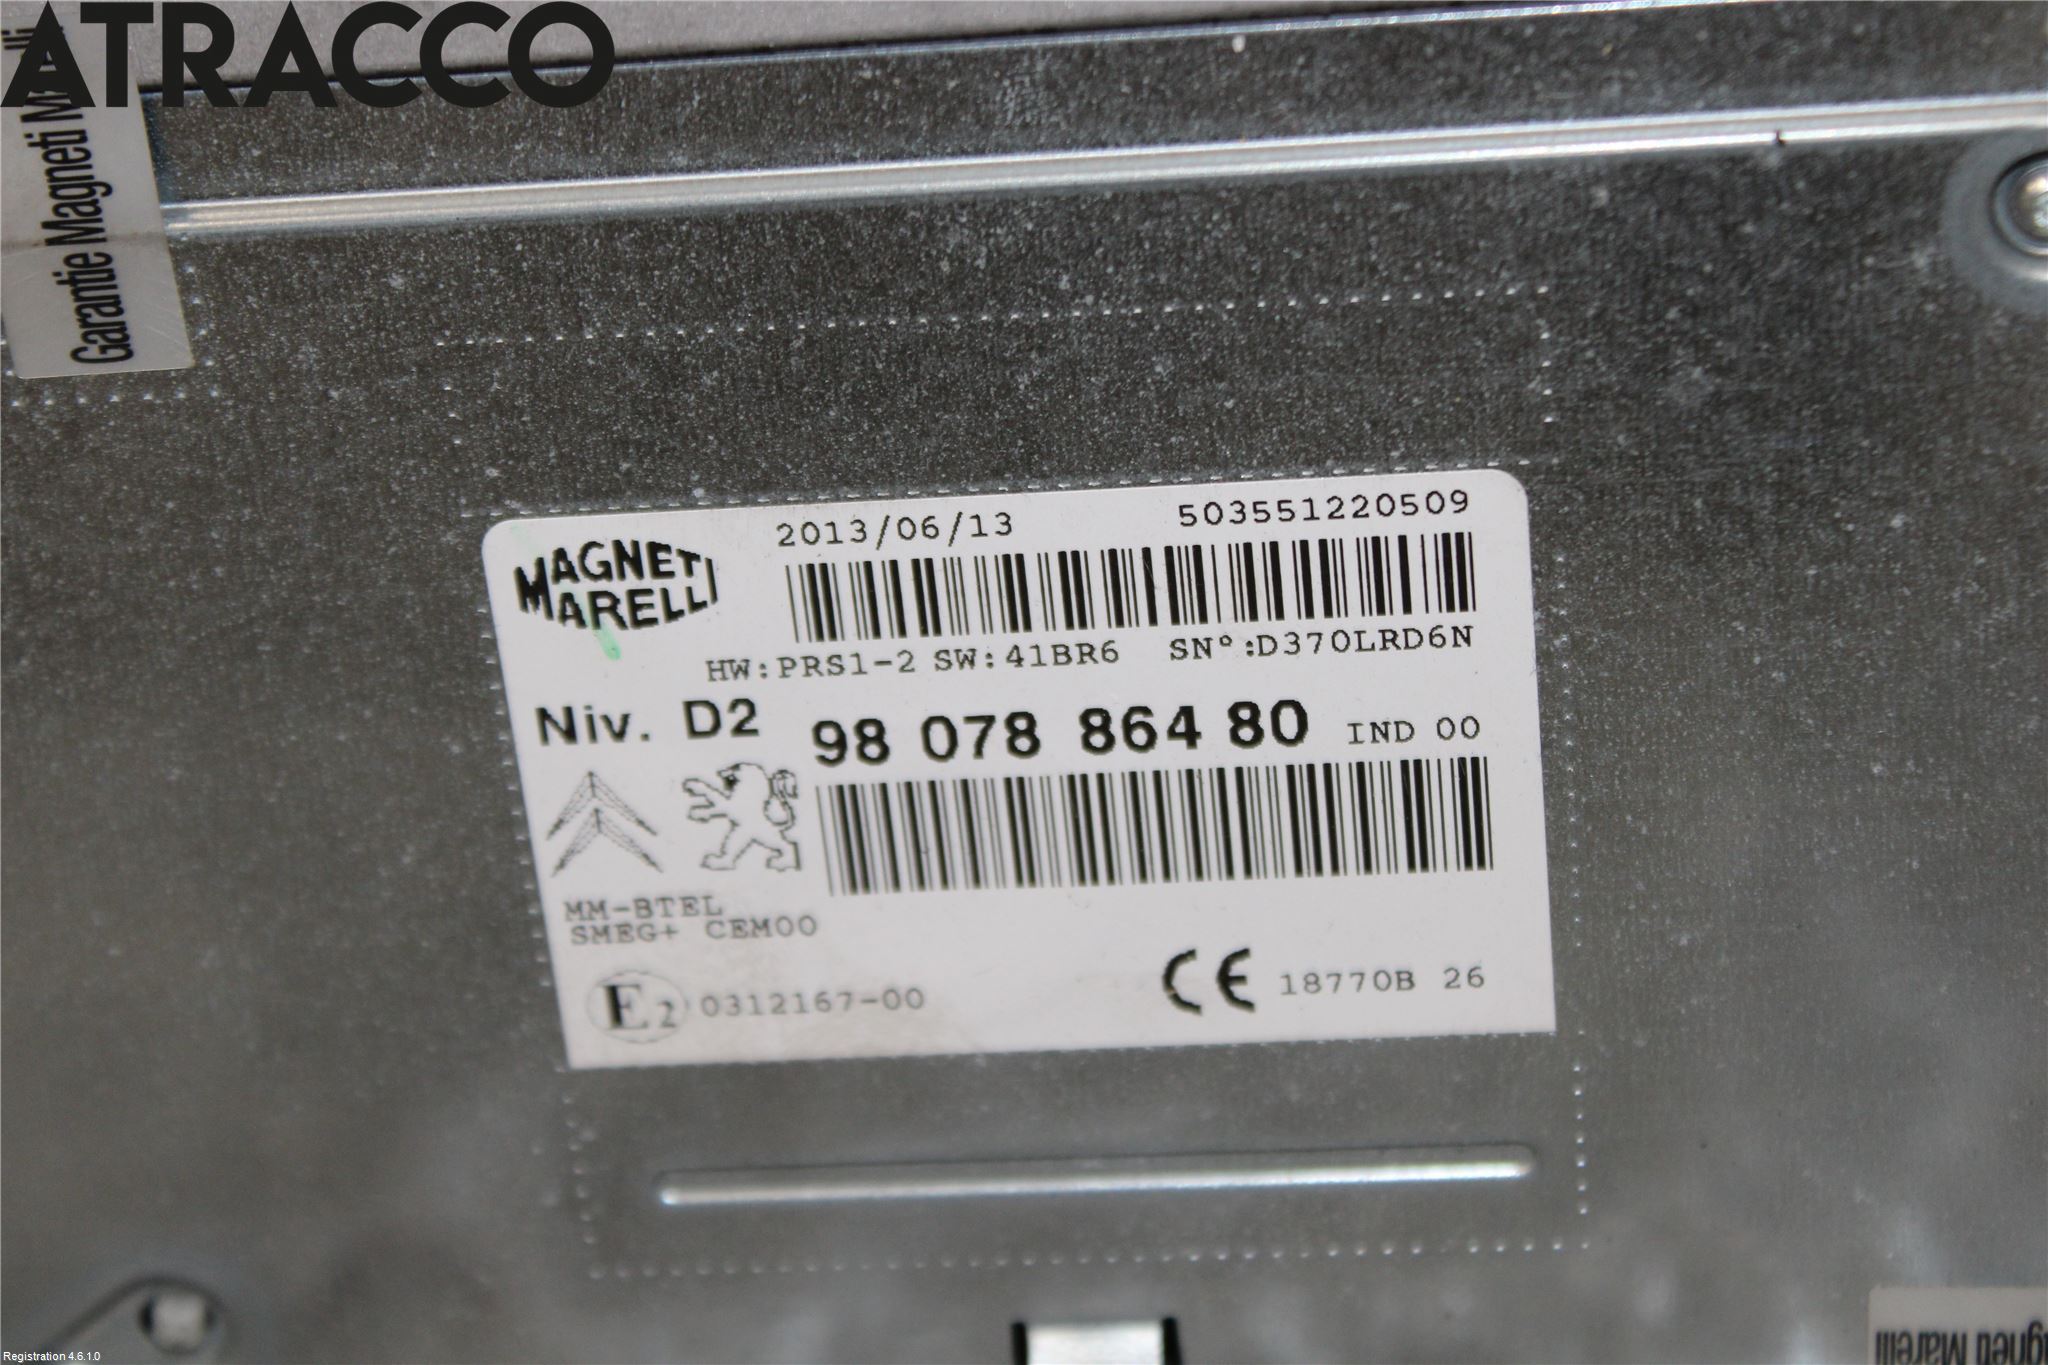 ATRACCO
Garantie Magneti M
2013/06/13 503551220509
MAGNETI
MARELLI
HW:PRS1-2 SW:41BR6 SN°:D370LRD6N
Niv. D2 98 078 864 80 IND 00
MM-BTEL
SMEG+ CEM00
E2 0312167-00 CE 18770B 26
agneti Marelli
Registration 4.6.1.0